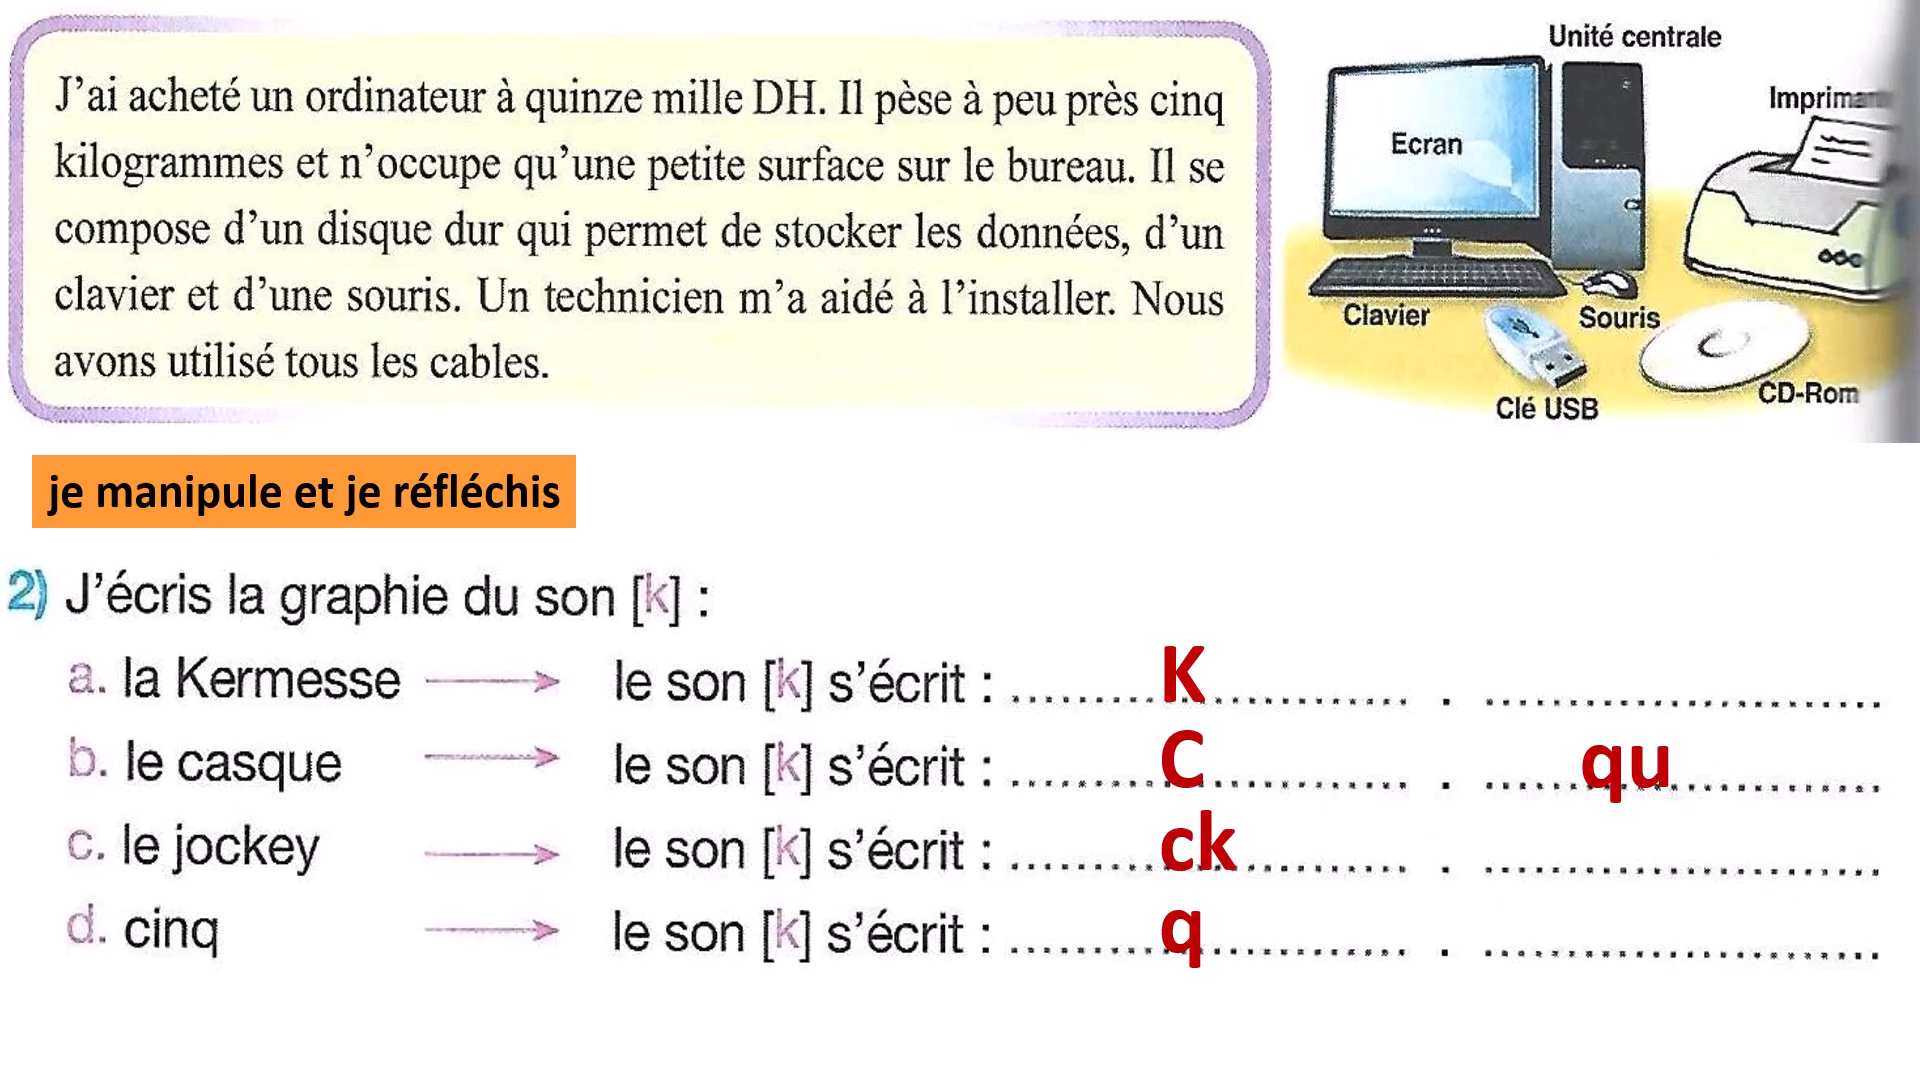 J’ai acheté un ordinateur à quinze mille DH. Il pèse à peu près cinq
kilogrammes et n’occupe qu’une petite surface sur le bureau. Il se
compose d’un disque dur qui permet de stocker les données, d’un
clavier et d’une souris. Un technicien m’a aidé à l’installer. Nous
avons utilisé tous les cables.
Unité centrale
Ecran
Clavier
Souris
Clé USB
CD-Rom
je manipule et je réfléchis
2) J’écris la graphie du son [k] :
a. la Kermesse → le son [k] s’écrit : ........K........ . ................
b. le casque → le son [k] s’écrit : ........C........ . ......qu........
c. le jockey → le son [k] s’écrit : ........ck........ . ................
d. cinq → le son [k] s’écrit : ........q........ . ................